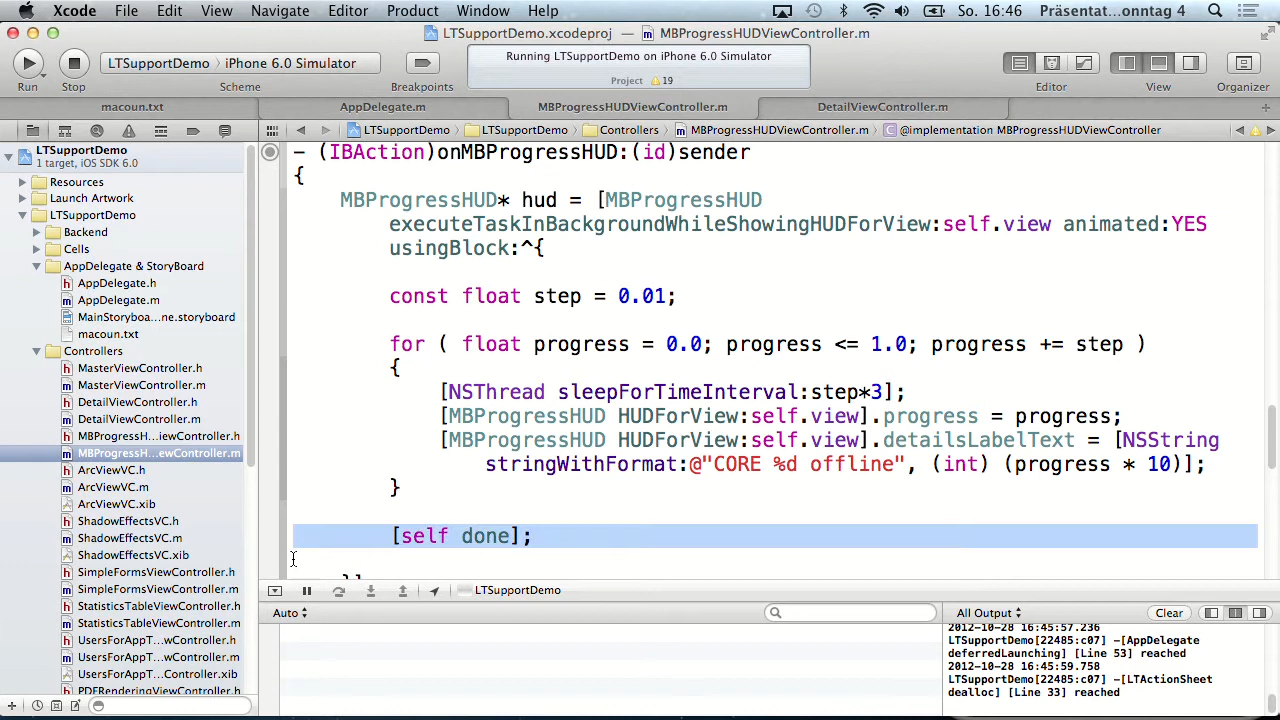 Xcode File Edit View Navigate Editor Product Window Help So. 16:46 Präsentat...onntag 4
LTSupportDemo.xcodeproj › MBProgressHUDViewController.m
LTSupportDemo › iPhone 6.0 Simulator
Running LTSupportDemo on iPhone 6.0 Simulator
Project 19
Run Stop Scheme Breakpoints Editor View Organizer
macoun.txt AppDelegate.m MBProgressHUDViewController.m DetailViewController.m
LTSupportDemo LTSupportDemo Controllers MBProgressHUDViewController.m @implementation MBProgressHUDViewController
LTSupportDemo
1 target, iOS SDK 6.0
Resources
Launch Artwork
LTSupportDemo
Backend
Cells
AppDelegate & StoryBoard
AppDelegate.h
AppDelegate.m
MainStoryboa...ne.storyboard
macoun.txt
Controllers
MasterViewController.h
MasterViewController.m
DetailViewController.h
DetailViewController.m
MBProgressH...ewController.h
MBProgressH...ewController.m
ArcViewVC.h
ArcViewVC.m
ArcViewVC.xib
ShadowEffectsVC.h
ShadowEffectsVC.m
ShadowEffectsVC.xib
SimpleFormsViewController.h
SimpleFormsViewController.m
StatisticsTableViewController.h
StatisticsTableViewController.m
UsersForAppT...wController.h
UsersForAppT...wController.m
UsersForAppT...Controller.xib
PDFRenderingViewController.h
- (IBAction)onMBProgressHUD:(id)sender
{
MBProgressHUD* hud = [MBProgressHUD
executeTaskInBackgroundWhileShowingHUDForView:self.view animated:YES
usingBlock:^{
const float step = 0.01;
for ( float progress = 0.0; progress <= 1.0; progress += step )
{
[NSThread sleepForTimeInterval:step*3];
[MBProgressHUD HUDForView:self.view].progress = progress;
[MBProgressHUD HUDForView:self.view].detailsLabelText = [NSString
stringWithFormat:@"CORE %d offline", (int) (progress * 10)];
}
[self done];
LTSupportDemo
Auto
All Output Clear
2012-10-28 16:45:57.236
LTSupportDemo[22485:c07] -[AppDelegate
deferredLaunching] [Line 53] reached
2012-10-28 16:45:59.758
LTSupportDemo[22485:c07] -[LTActionSheet
dealloc] [Line 33] reached